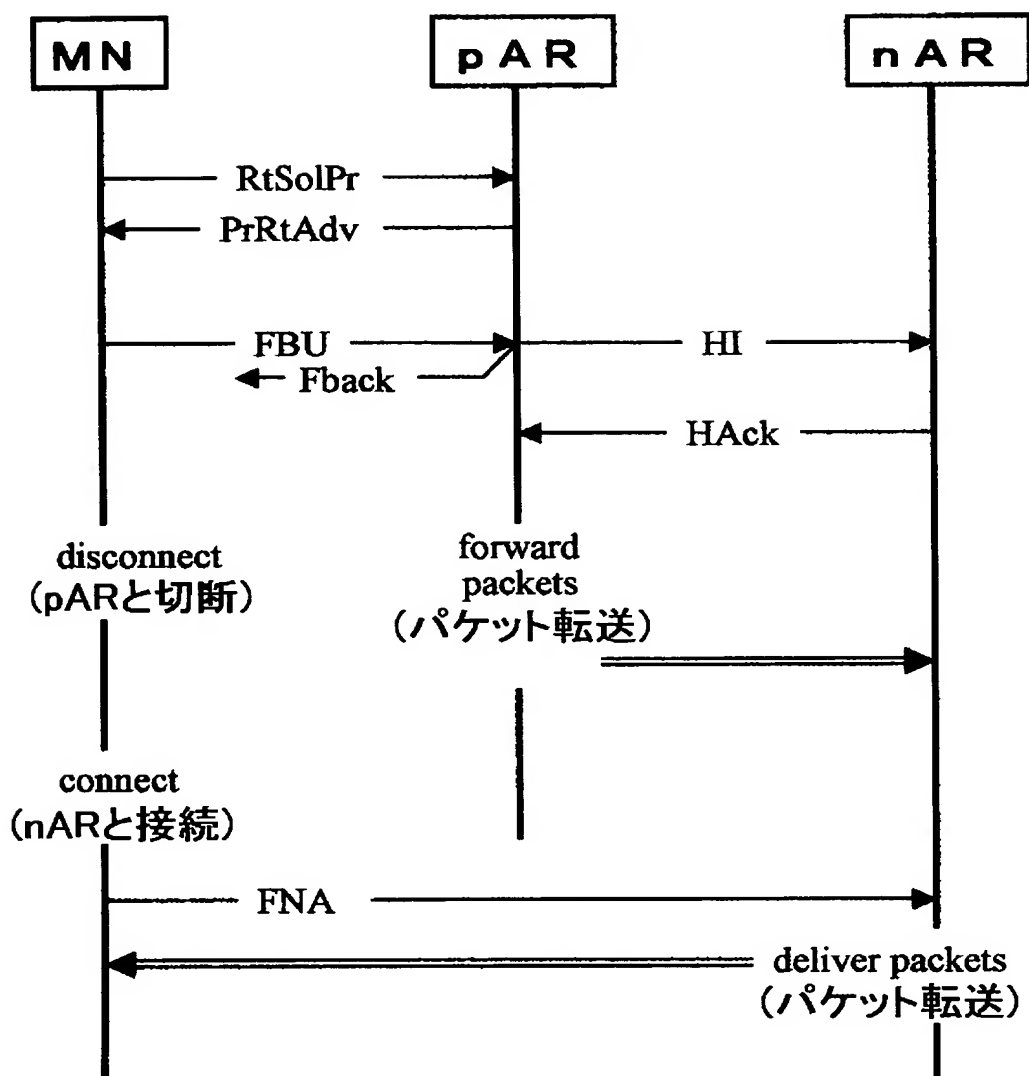 MN
pAR
nAR
RtSolPr
PrRtAdv
FBU
HI
Fback
HAck
disconnect
(pARと切断)
forward
packets
(パケット転送)
connect
(nARと接続)
FNA
deliver packets
(パケット転送)